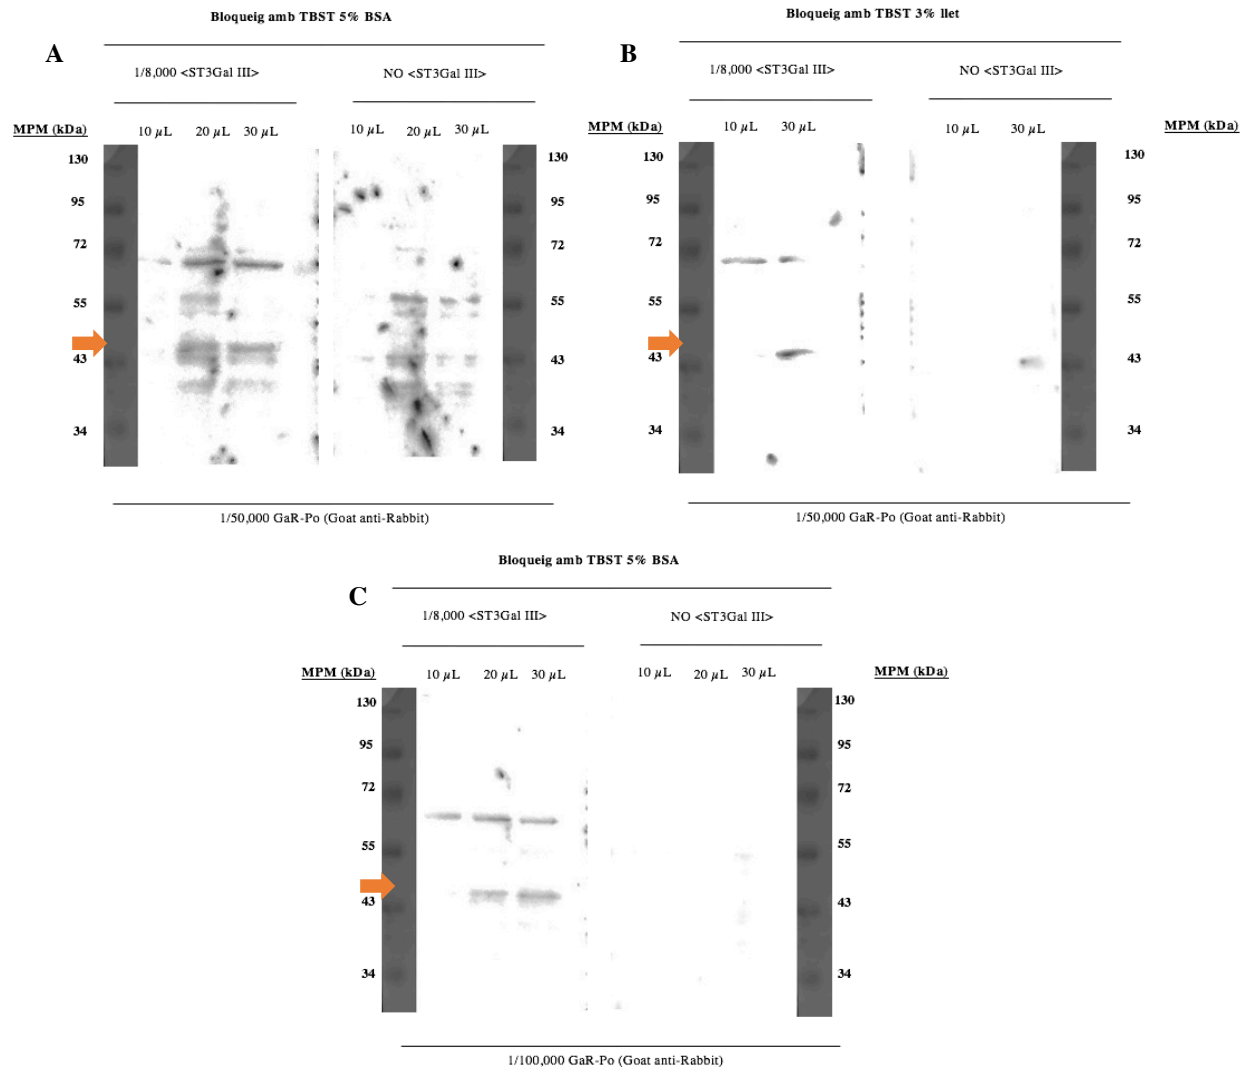 Bloqueig amb TBST 5% BSA
A
1/8,000 <ST3Gal III>
NO <ST3Gal III>
MPM (kDa)
10 µL 20 µL 30 µL
10 µL 20 µL 30 µL
130
95
72
55
43
34
130
95
72
55
43
34
1/50,000 GaR-Po (Goat anti-Rabbit)
Bloqueig amb TBST 3% llet
B
1/8,000 <ST3Gal III>
NO <ST3Gal III>
MPM (kDa)
10 µL 30 µL
10 µL 30 µL
MPM (kDa)
130
95
72
55
43
34
130
95
72
55
43
34
1/50,000 GaR-Po (Goat anti-Rabbit)
Bloqueig amb TBST 5% BSA
C
1/8,000 <ST3Gal III>
NO <ST3Gal III>
MPM (kDa)
10 µL 20 µL 30 µL
10 µL 20 µL 30 µL
MPM (kDa)
130
95
72
55
43
34
130
95
72
55
43
34
1/100,000 GaR-Po (Goat anti-Rabbit)